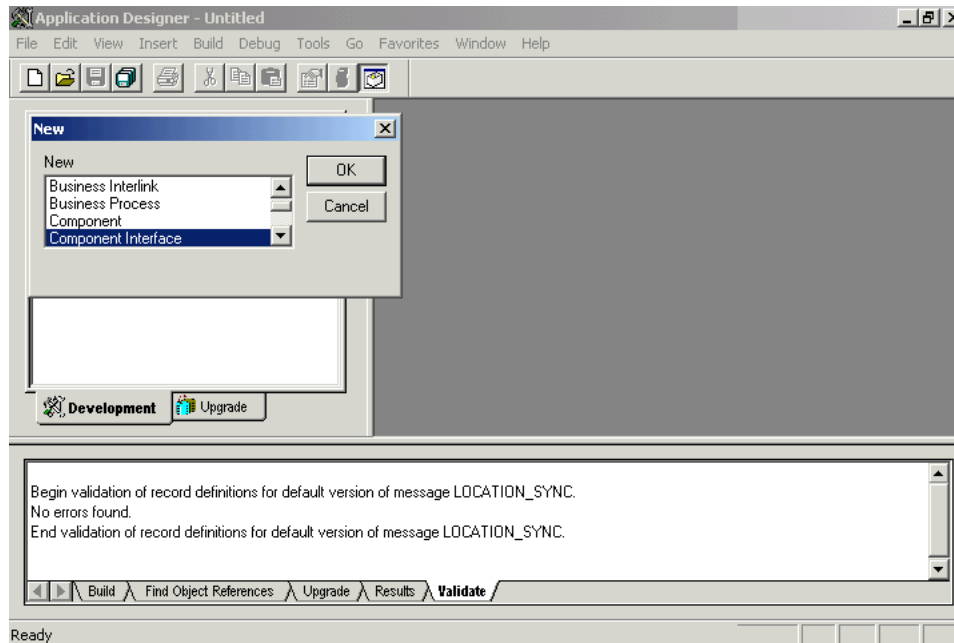 Application Designer - Untitled
File Edit View Insert Build Debug Tools Go Favorites Window Help
New
New
Business Interlink
Business Process
Component
Component Interface
OK
Cancel
Development Upgrade
Begin validation of record definitions for default version of message LOCATION_SYNC.
No errors found.
End validation of record definitions for default version of message LOCATION_SYNC.
Build Find Object References Upgrade Results Validate
Ready